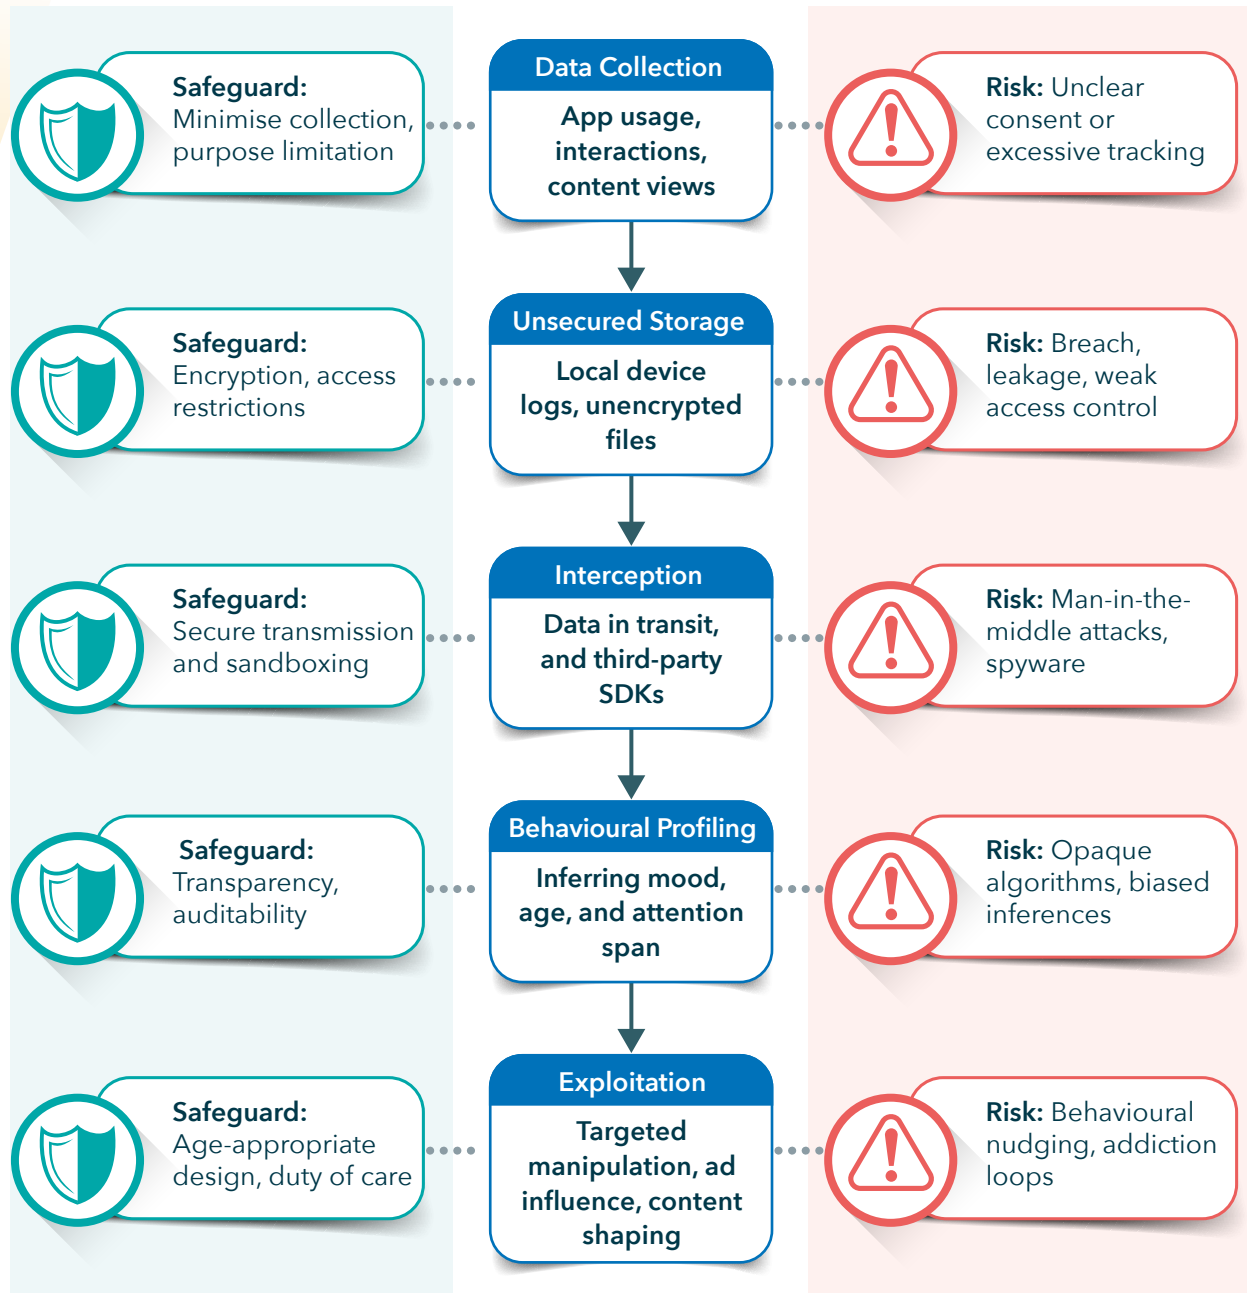 Safeguard:
Minimise collection,
purpose limitation
Data Collection
App usage,
interactions,
content views
Risk: Unclear
consent or
excessive tracking
Safeguard:
Encryption, access
restrictions
Unsecured Storage
Local device
logs, unencrypted
files
Risk: Breach,
leakage, weak
access control
Safeguard:
Secure transmission
and sandboxing
Interception
Data in transit,
and third-party
SDKs
Risk: Man-in-the-
middle attacks,
spyware
Safeguard:
Transparency,
auditability
Behavioural Profiling
Inferring mood,
age, and attention
span
Risk: Opaque
algorithms, biased
inferences
Safeguard:
Age-appropriate
design, duty of care
Exploitation
Targeted
manipulation, ad
influence, content
shaping
Risk: Behavioural
nudging, addiction
loops